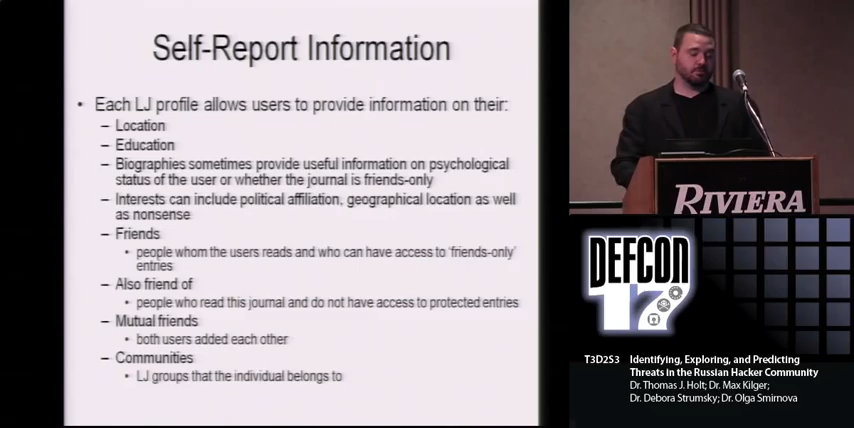 Self-Report Information
• Each LJ profile allows users to provide information on their:
– Location
– Education
– Biographies sometimes provide useful information on psychological
status of the user or whether the journal is friends-only
– Interests can include political affiliation, geographical location as well
as nonsense
– Friends
• people whom the users reads and who can have access to 'friends-only'
entries
– Also friend of
• people who read this journal and do not have access to protected entries
– Mutual friends
• both users added each other
– Communities
• LJ groups that the individual belongs to
RIVIERA
DEFCON
17
T3D2S3 Identifying, Exploring, and Predicting
Threats in the Russian Hacker Community
Dr. Thomas J. Holt; Dr. Max Kilger;
Dr. Debora Strumsky; Dr. Olga Smirnova